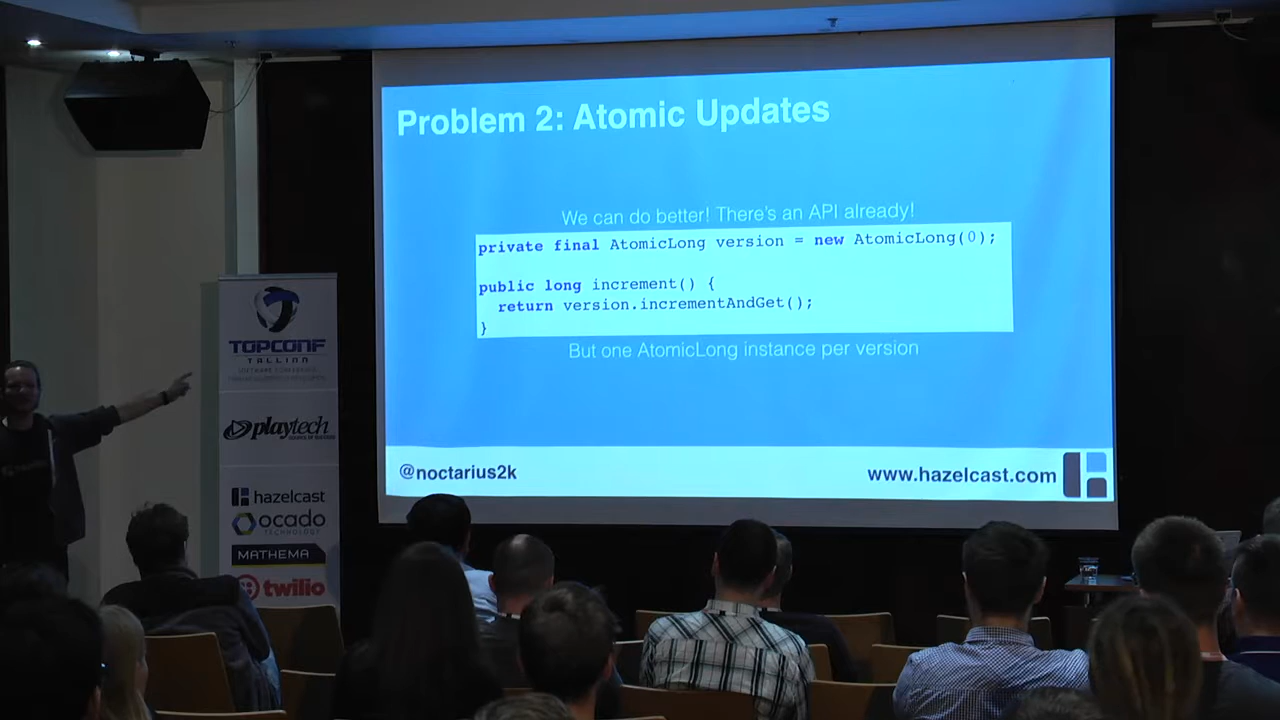 Problem 2: Atomic Updates
We can do better! There's an API already!
private final AtomicLong version = new AtomicLong(0);
public long increment() {
return version.incrementAndGet();
}
But one AtomicLong instance per version
@noctarius2k
www.hazelcast.com
TOPCONF
TALLINN
playtech
hazelcast
ocado
TECHNOLOGY
MATHEMA
twilio